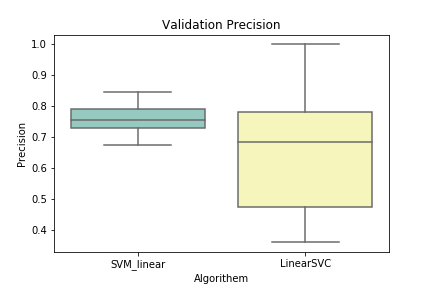 Validation Precision
1.0
0.9
0.8
0.7
0.6
0.5
0.4
Precision
SVM_linear
LinearSVC
Algorithem